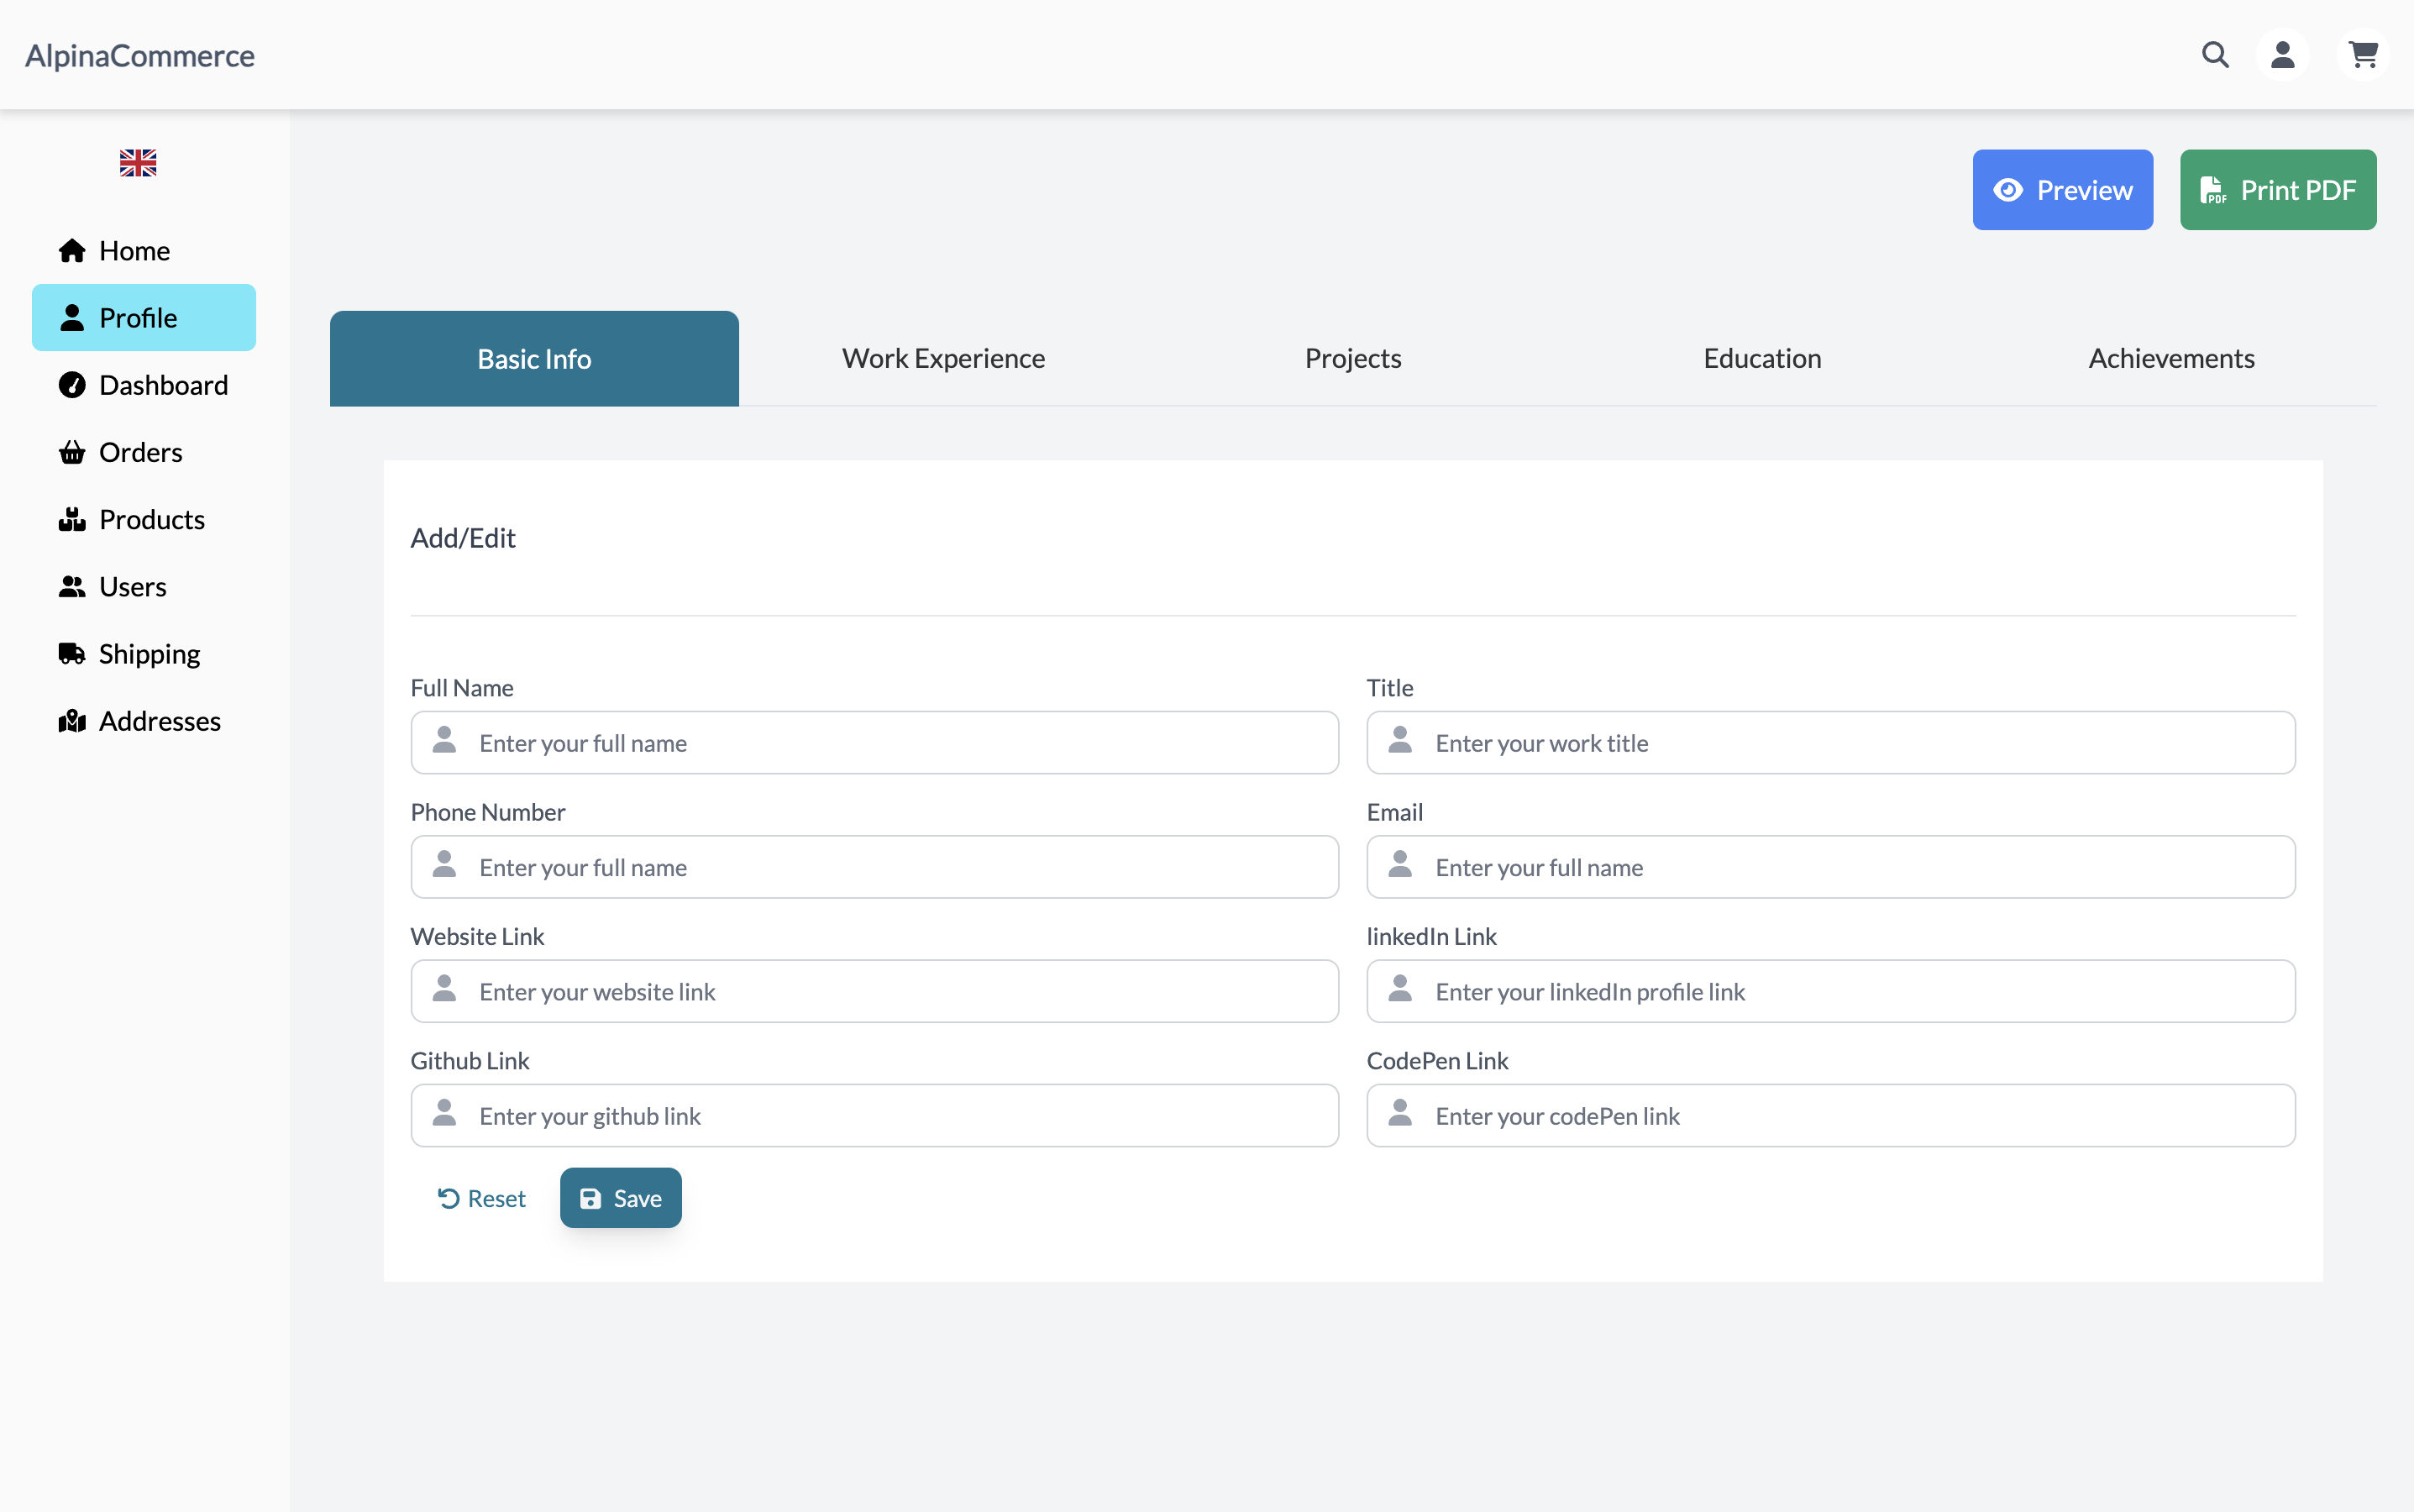 AlpinaCommerce
Preview
PDF
Print PDF
Home
Profile
Dashboard
Orders
Products
Users
Shipping
Addresses
Basic Info
Work Experience
Projects
Education
Achievements
Add/Edit
Full Name
Title
Enter your full name
Enter your work title
Phone Number
Email
Enter your full name
Enter your full name
Website Link
linkedIn Link
Enter your website link
Enter your linkedIn profile link
Github Link
CodePen Link
Enter your github link
Enter your codePen link
Reset
Save